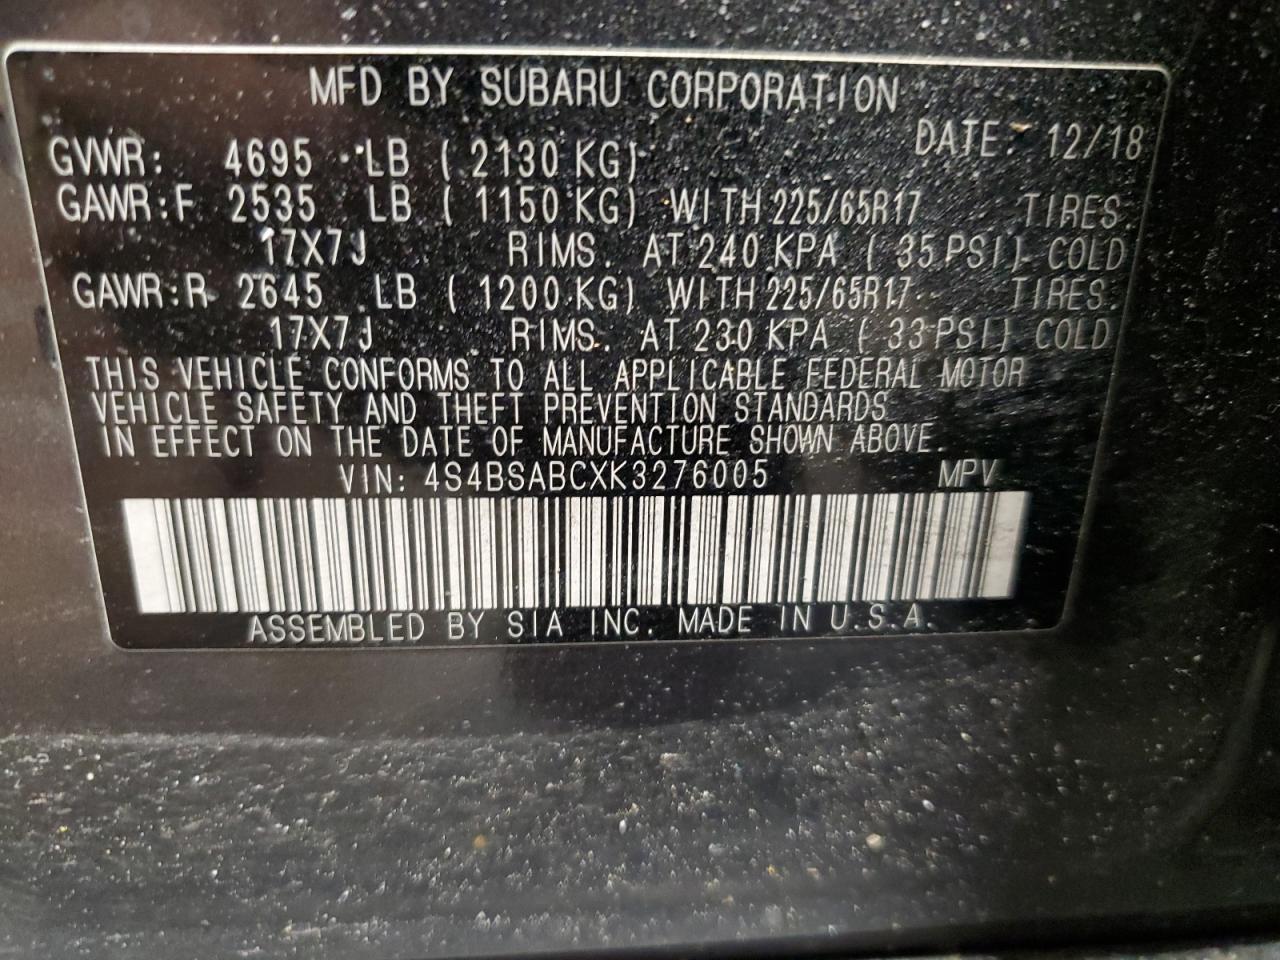 MFD BY SUBARU CORPORATION
DATE: 12/18
GVWR: 4695 LB ( 2130 KG)
GAWR:F 2535 LB ( 1150 KG) WITH 225/65R17 TIRES.
17X7J RIMS. AT 240 KPA ( 35 PSI) COLD
GAWR:R 2645 LB ( 1200 KG) WITH 225/65R17 TIRES.
17X7J RIMS. AT 230 KPA ( 33 PSI) COLD
THIS VEHICLE CONFORMS TO ALL APPLICABLE FEDERAL MOTOR
VEHICLE SAFETY AND THEFT PREVENTION STANDARDS
IN EFFECT ON THE DATE OF MANUFACTURE SHOWN ABOVE.
VIN: 4S4BSABCXK3276005 MPV
ASSEMBLED BY SIA INC. MADE IN U.S.A.